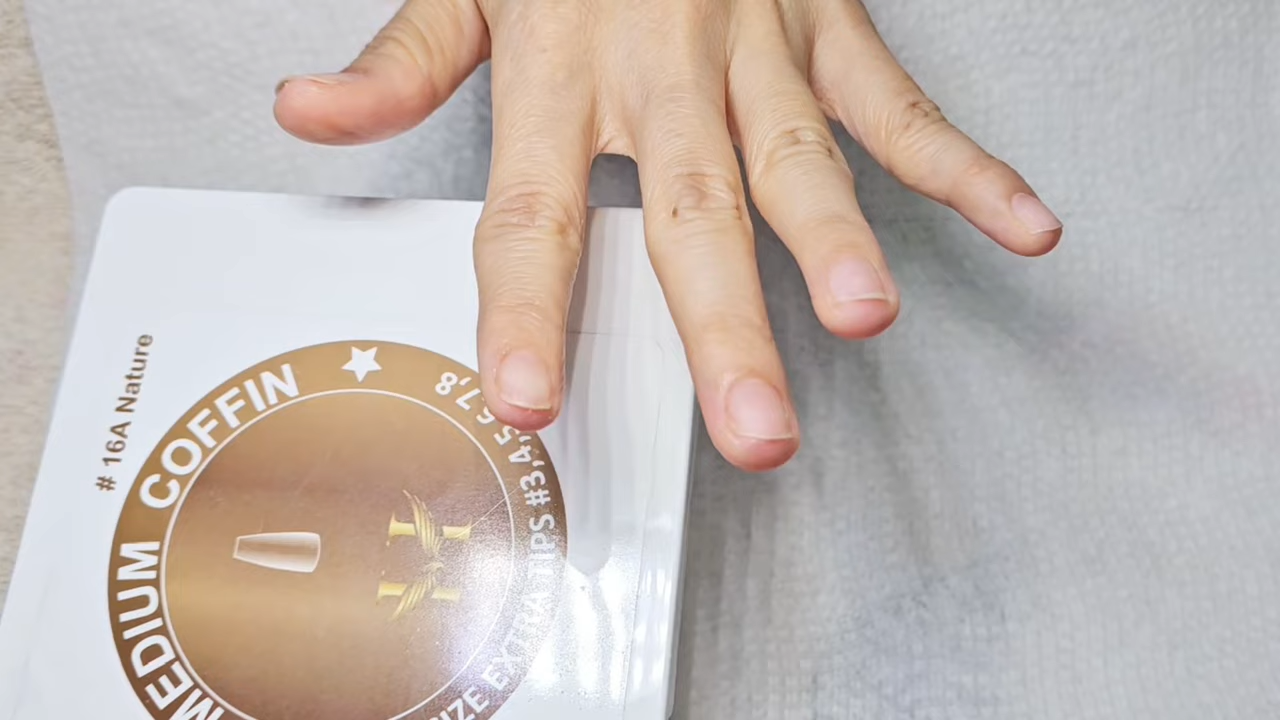 # 16A Nature
MEDIUM COFFIN
SIZE EXTRA TIPS #3,4,5,6,7,8